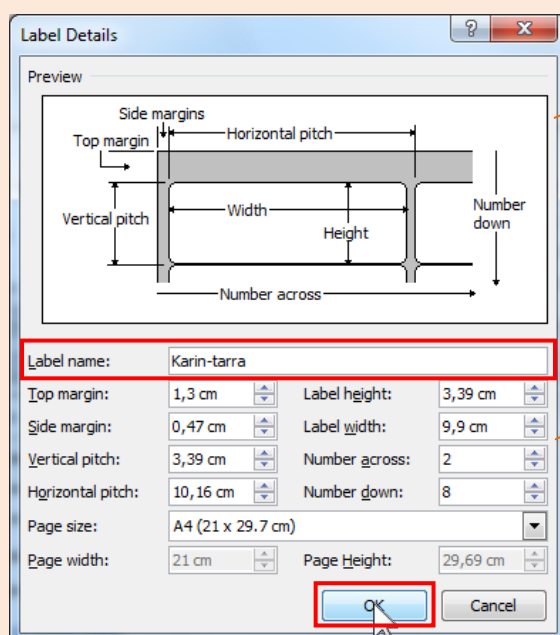 Label Details
Preview
Side margins
Top margin
Horizontal pitch
Vertical pitch
Width
Height
Number
down
Number across
Label name: Karin-tarra
Top margin: 1,3 cm Label height: 3,39 cm
Side margin: 0,47 cm Label width: 9,9 cm
Vertical pitch: 3,39 cm Number across: 2
Horizontal pitch: 10,16 cm Number down: 8
Page size: A4 (21 x 29.7 cm)
Page width: 21 cm Page Height: 29,69 cm
OK Cancel